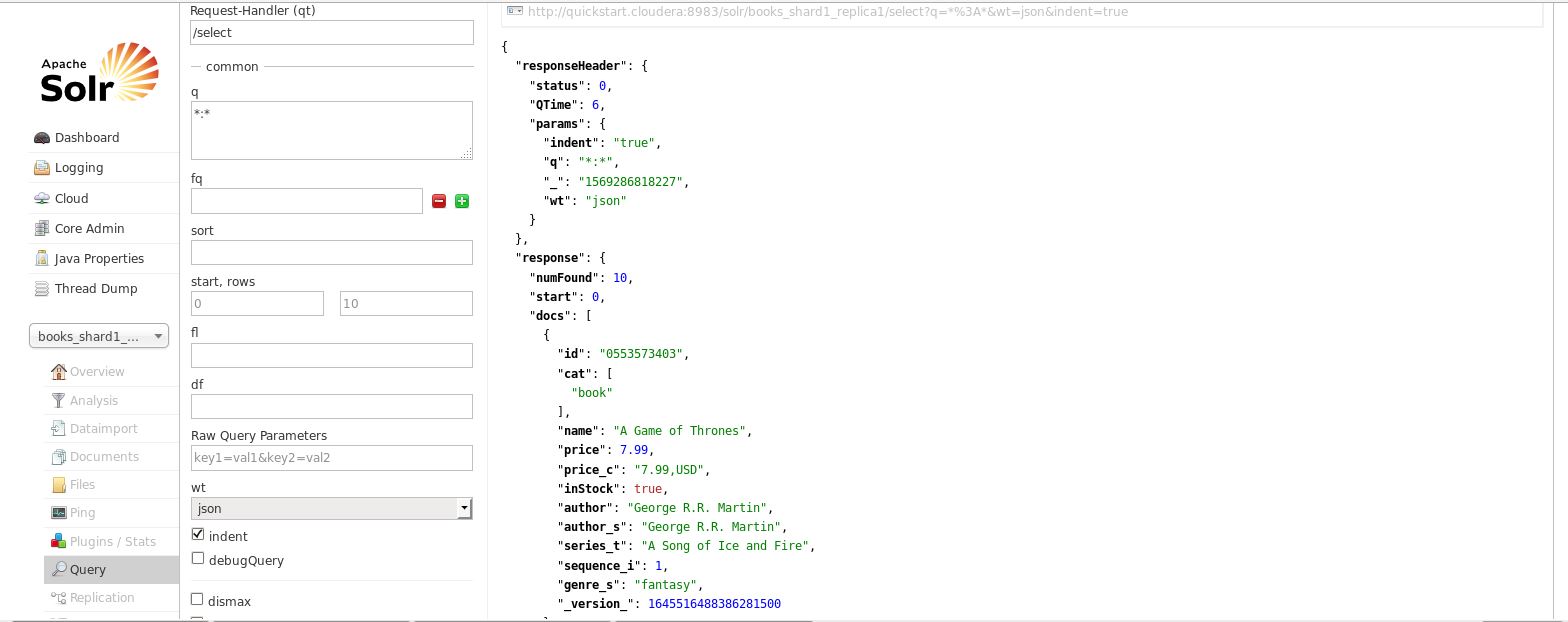 Apache
Solr
Dashboard
Logging
Cloud
Core Admin
Java Properties
Thread Dump
books_shard1_...
Overview
Analysis
Dataimport
Documents
Files
Ping
Plugins / Stats
Query
Replication
Request-Handler (qt)
/select
common
q
*:*
fq
sort
start, rows
0 10
fl
df
Raw Query Parameters
key1=val1&key2=val2
wt
json
indent
debugQuery
dismax
http://quickstart.cloudera:8983/solr/books_shard1_replica1/select?q=*%3A*&wt=json&indent=true
{
"responseHeader": {
"status": 0,
"QTime": 6,
"params": {
"indent": "true",
"q": "*:*",
"_": "1569286818227",
"wt": "json"
}
},
"response": {
"numFound": 10,
"start": 0,
"docs": [
{
"id": "0553573403",
"cat": [
"book"
],
"name": "A Game of Thrones",
"price": 7.99,
"price_c": "7.99,USD",
"inStock": true,
"author": "George R.R. Martin",
"author_s": "George R.R. Martin",
"series_t": "A Song of Ice and Fire",
"sequence_i": 1,
"genre_s": "fantasy",
"_version_": 1645516488386281500